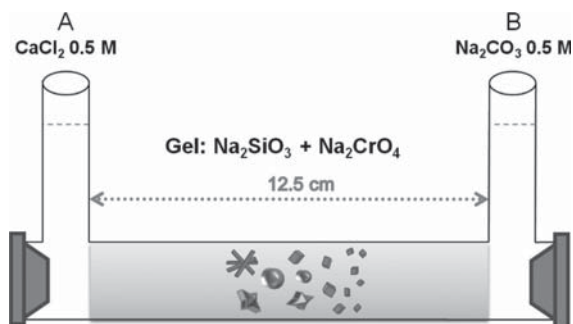 A
CaCl₂ 0.5 M
B
Na₂CO₃ 0.5 M
Gel: Na₂SiO₃ + Na₂CrO₄
12.5 cm